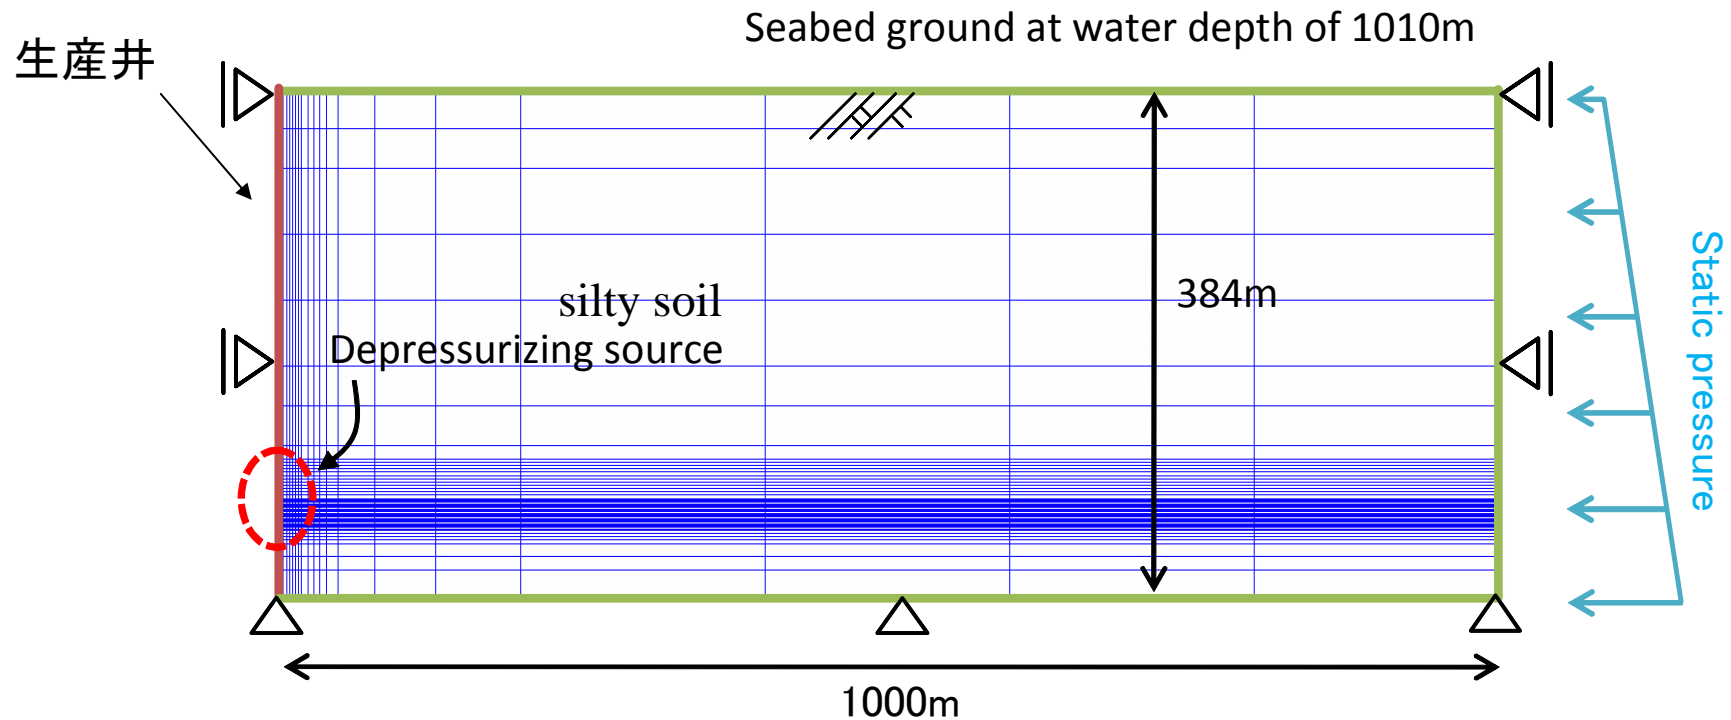 Seabed ground at water depth of 1010m
生産井
silty soil
Depressurizing source
384m
Static pressure
1000m